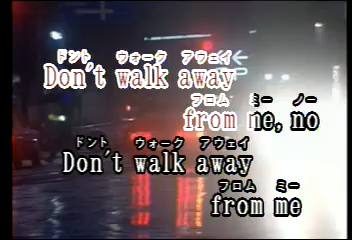 ドント ウォーク アウェイ
Don't walk away
フロム ミー ノー
from me, no
ドント ウォーク アウェイ
Don't walk away
フロム ミー
from me